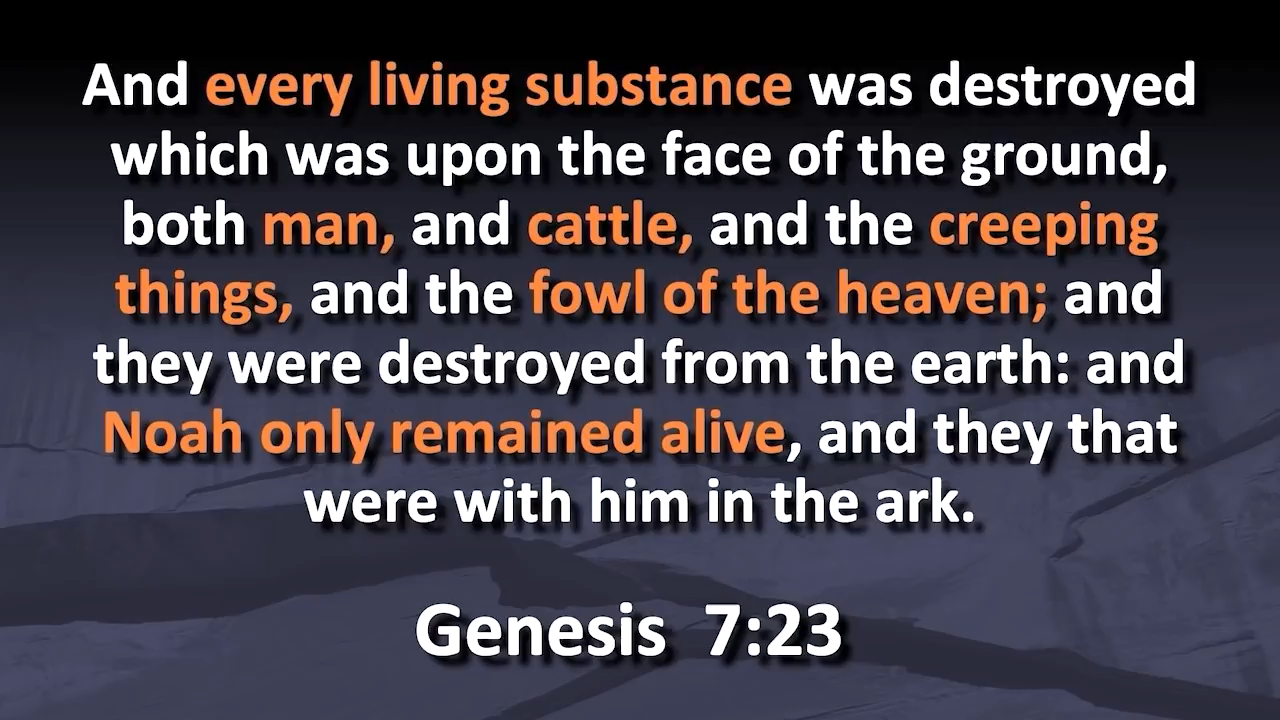 And every living substance was destroyed
which was upon the face of the ground,
both man, and cattle, and the creeping
things, and the fowl of the heaven; and
they were destroyed from the earth: and
Noah only remained alive, and they that
were with him in the ark.
Genesis 7:23